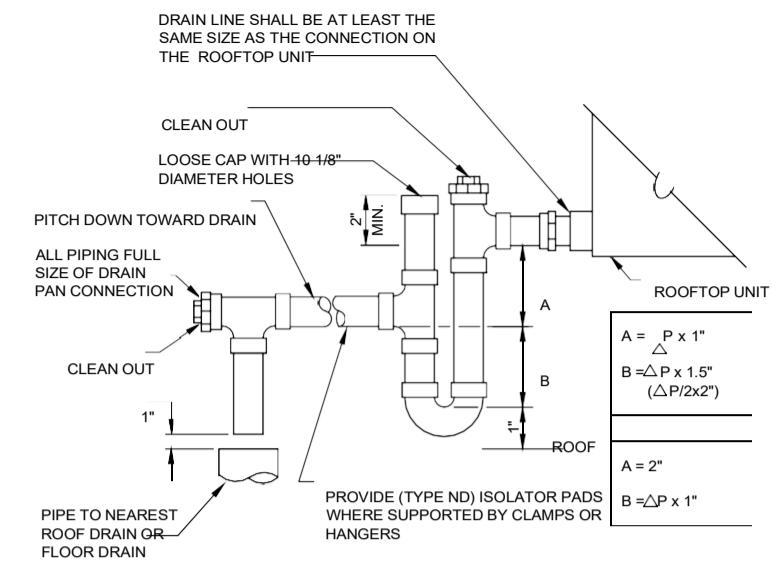 DRAIN LINE SHALL BE AT LEAST THE
SAME SIZE AS THE CONNECTION ON
THE ROOFTOP UNIT
CLEAN OUT
LOOSE CAP WITH 10 1/8"
DIAMETER HOLES
2"
MIN.
PITCH DOWN TOWARD DRAIN
ALL PIPING FULL
SIZE OF DRAIN
PAN CONNECTION
ROOFTOP UNIT
A
A = △P x 1"
B =△P x 1.5"
(△P/2x2")
CLEAN OUT
B
1"
1"
ROOF
A = 2"
B =△P x 1"
PROVIDE (TYPE ND) ISOLATOR PADS
WHERE SUPPORTED BY CLAMPS OR
HANGERS
PIPE TO NEAREST
ROOF DRAIN OR
FLOOR DRAIN